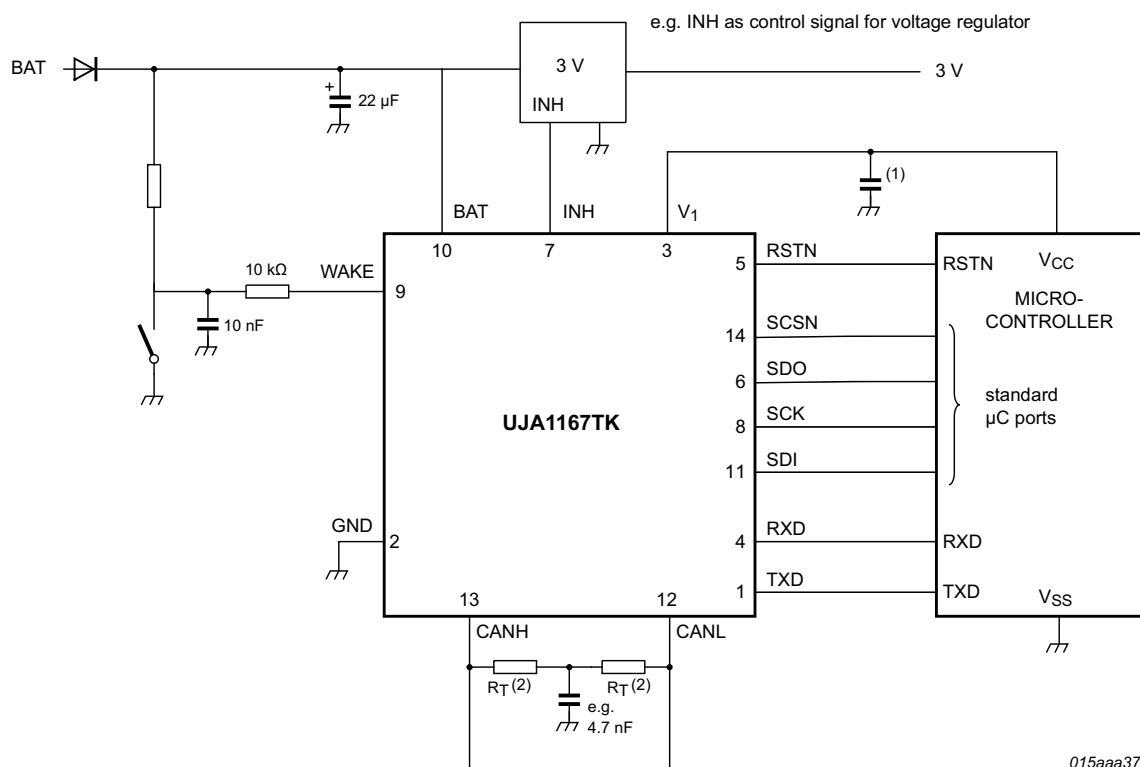 e.g. INH as control signal for voltage regulator
BAT
3 V
3 V
+
22 µF
INH
(1)
BAT
INH
V1
10
7
3
RSTN
5
RSTN
VCC
10 kΩ
WAKE
9
MICRO-
CONTROLLER
10 nF
SCSN
14
SDO
6
standard
µC ports
UJA1167TK
SCK
8
SDI
11
GND
2
RXD
4
RXD
TXD
1
TXD
13
12
VSS
CANH
CANL
RT(2)
RT(2)
e.g.
4.7 nF
015aaa37